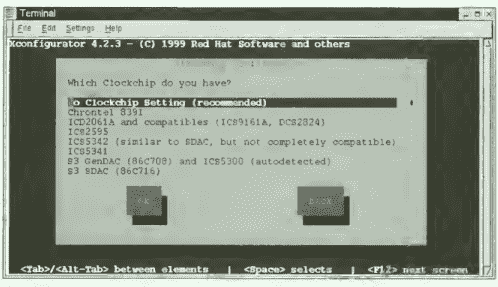 Terminal
File Edit Settings Help
Xconfigurator 4.2.3 - (C) 1999 Red Hat Software and others
Which Clockchip do you have?
No Clockchip Setting (recommended)
Chrontel 8391
ICD2061A and compatibles (ICS9161A, DCS2824)
ICS2595
ICS5342 (similar to SDAC, but not completely compatible)
ICS5341
S3 GenDAC (86C708) and ICS5300 (autodetected)
S3 SDAC (86C716)
Ok Back
<Tab>/<Alt-Tab> between elements | <Space> selects | <F12> next screen